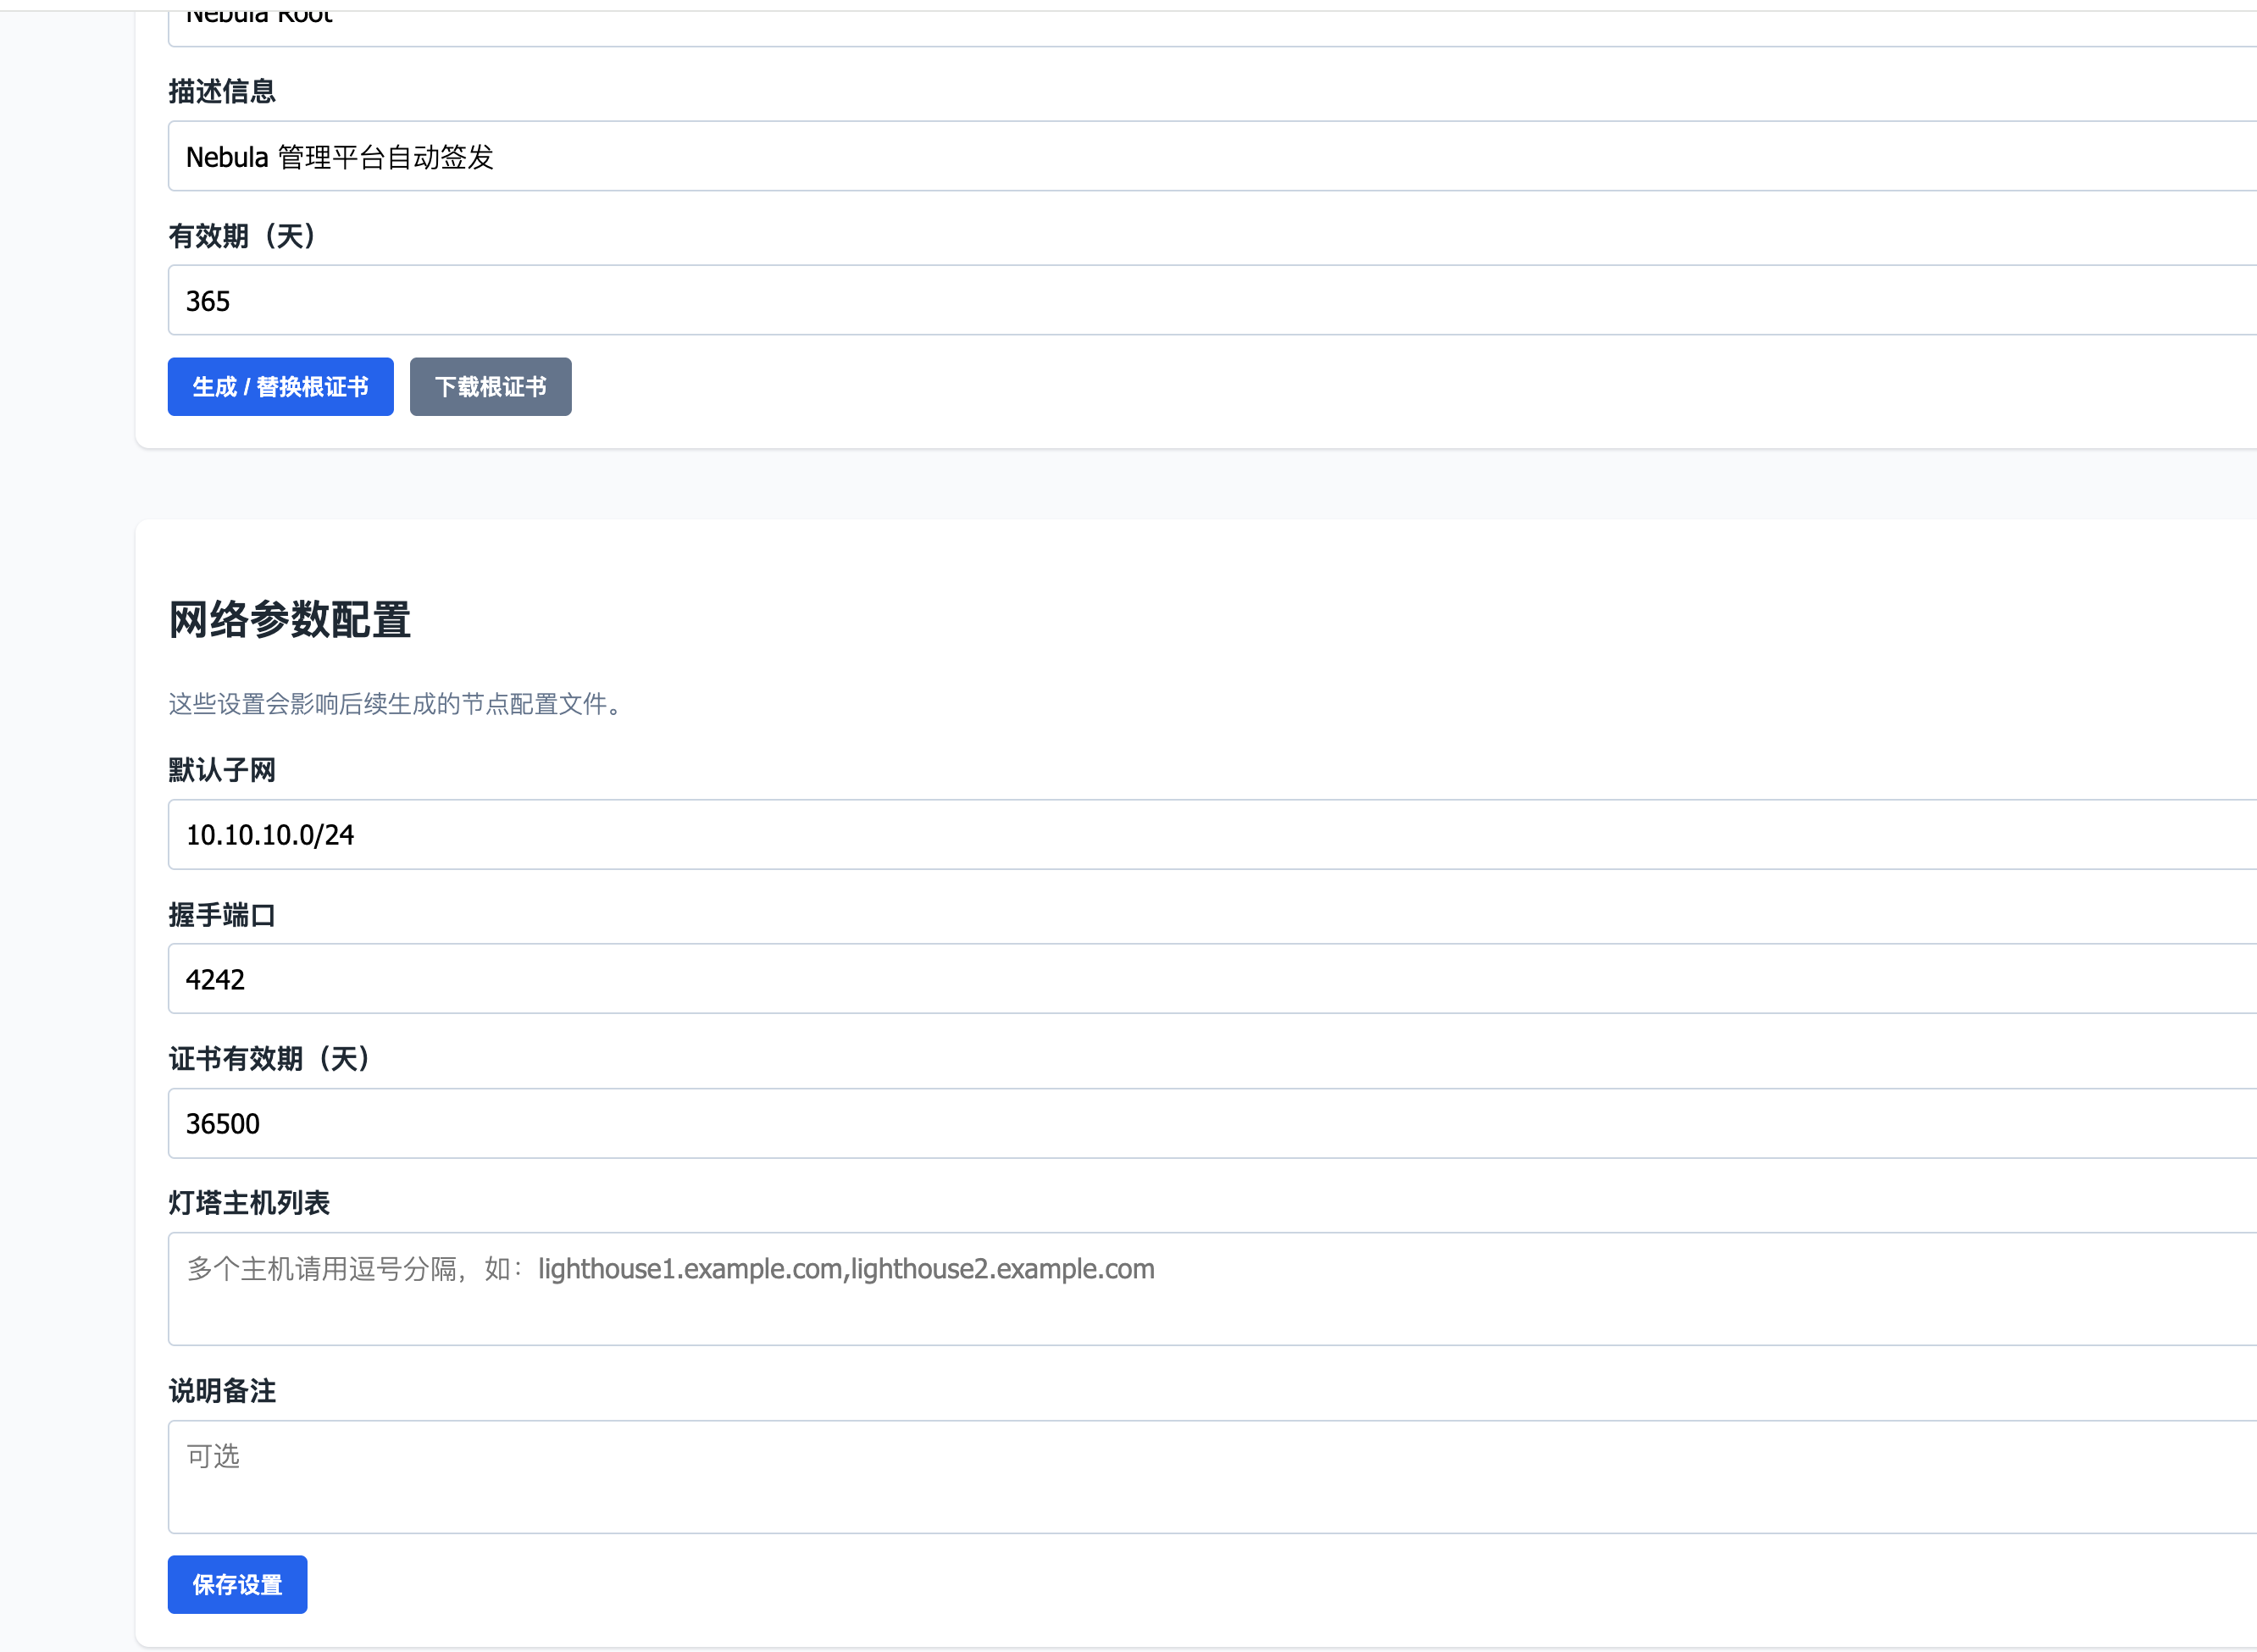 Nebula Root
描述信息
Nebula 管理平台自动签发
有效期（天）
365
生成 / 替换根证书
下载根证书
网络参数配置
这些设置会影响后续生成的节点配置文件。
默认子网
10.10.10.0/24
握手端口
4242
证书有效期（天）
36500
灯塔主机列表
多个主机请用逗号分隔，如：lighthouse1.example.com,lighthouse2.example.com
说明备注
可选
保存设置